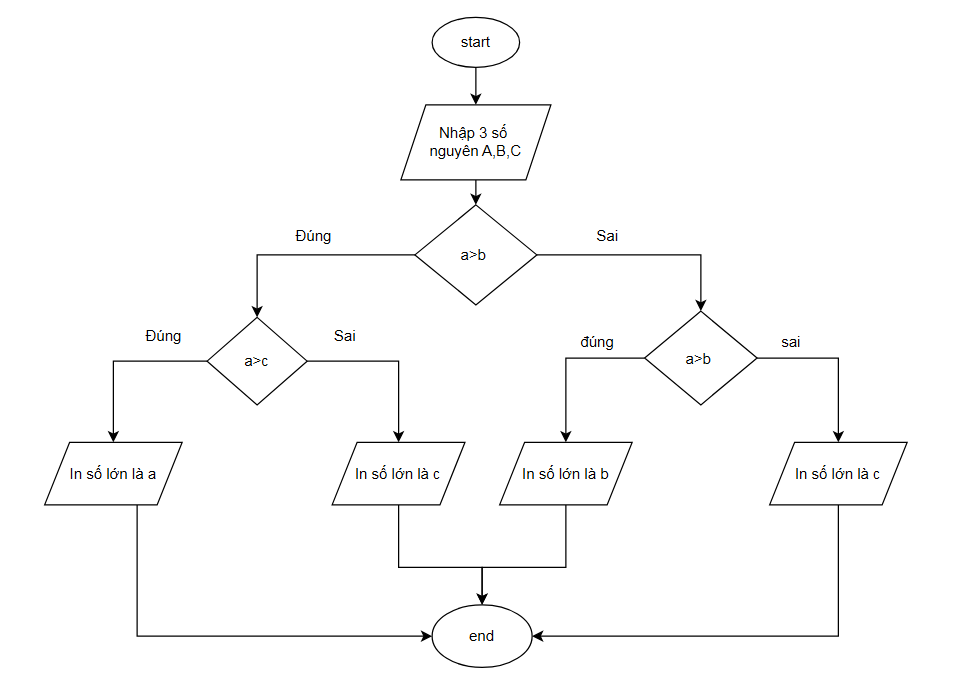 start
Nhập 3 số
nguyên A,B,C
a>b
Đúng
Sai
a>c
Đúng
Sai
a>b
đúng
sai
In số lớn là a
In số lớn là c
In số lớn là b
In số lớn là c
end